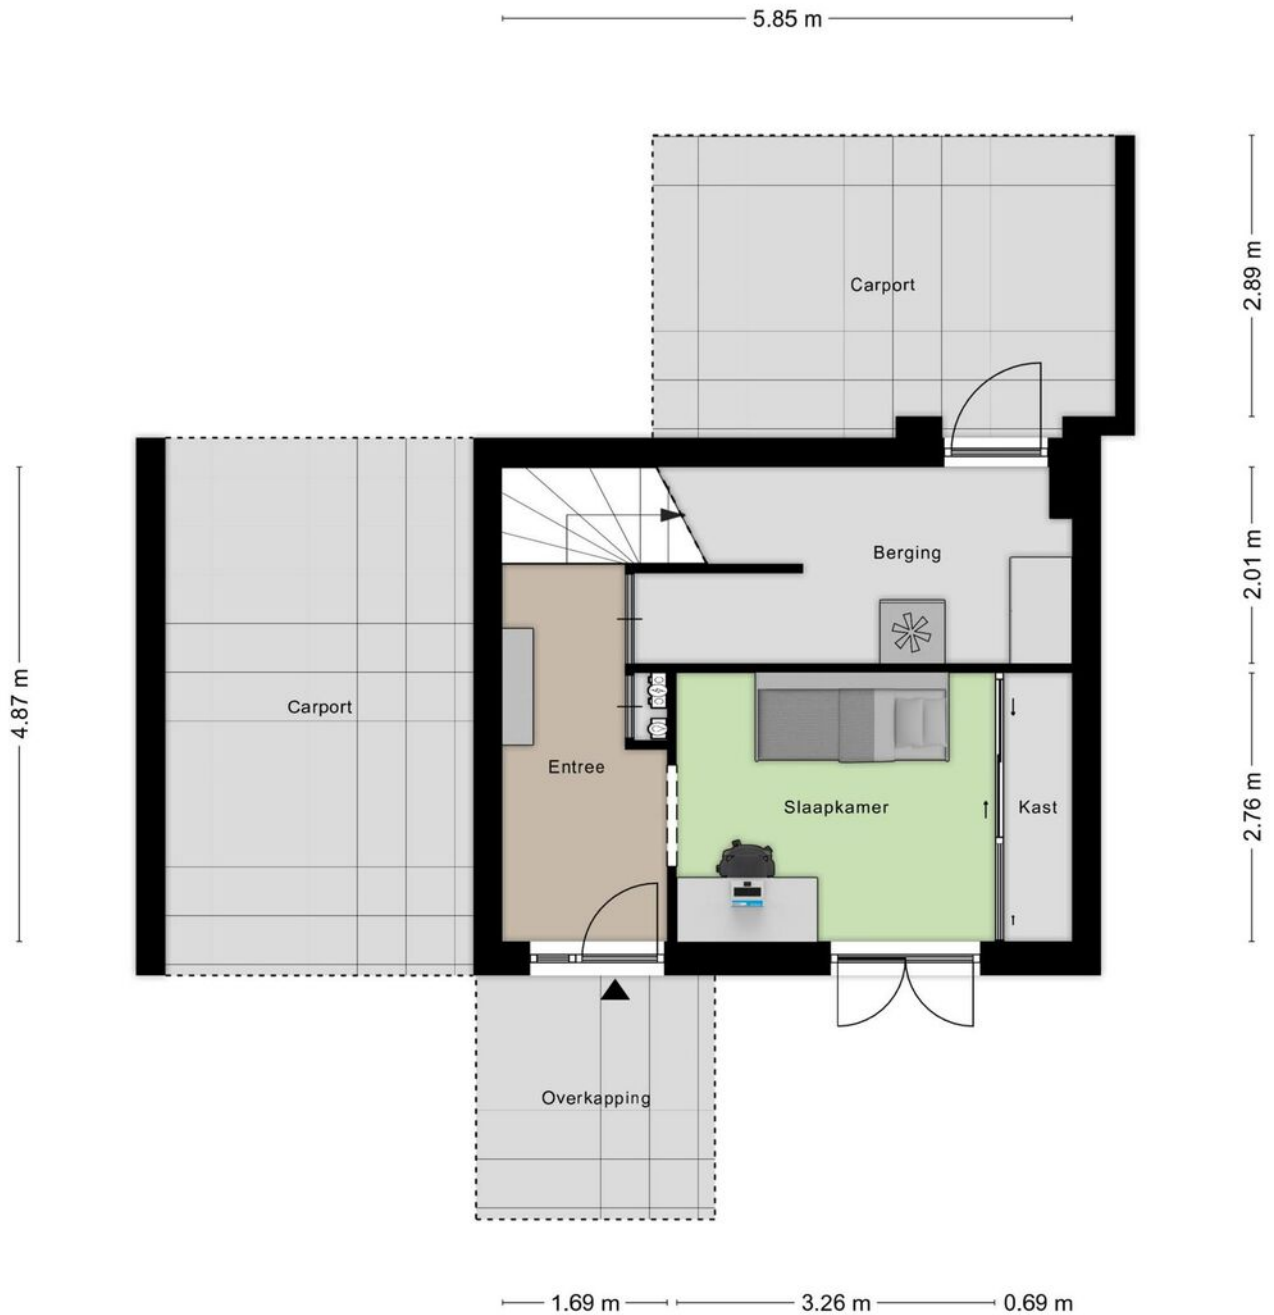 5.85 m
Carport
2.89 m
Berging
2.01 m
Carport
4.87 m
Entree
Slaapkamer
Kast
2.76 m
Overkapping
1.69 m
3.26 m
0.69 m